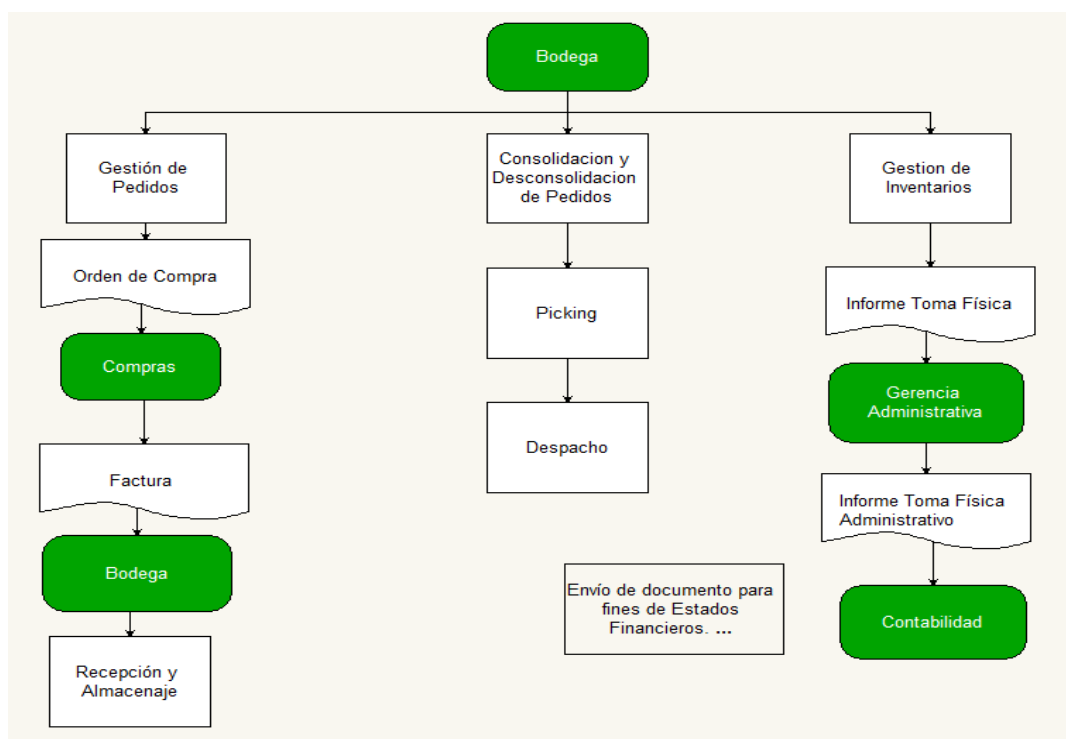 Bodega
Gestión de
Pedidos
Orden de Compra
Compras
Factura
Bodega
Recepción y
Almacenaje
Consolidacion y
Desconsolidacion
de Pedidos
Picking
Despacho
Gestion de
Inventarios
Informe Toma Física
Gerencia
Administrativa
Informe Toma Física
Administrativo
Contabilidad
Envío de documento para
fines de Estados
Financieros. ...